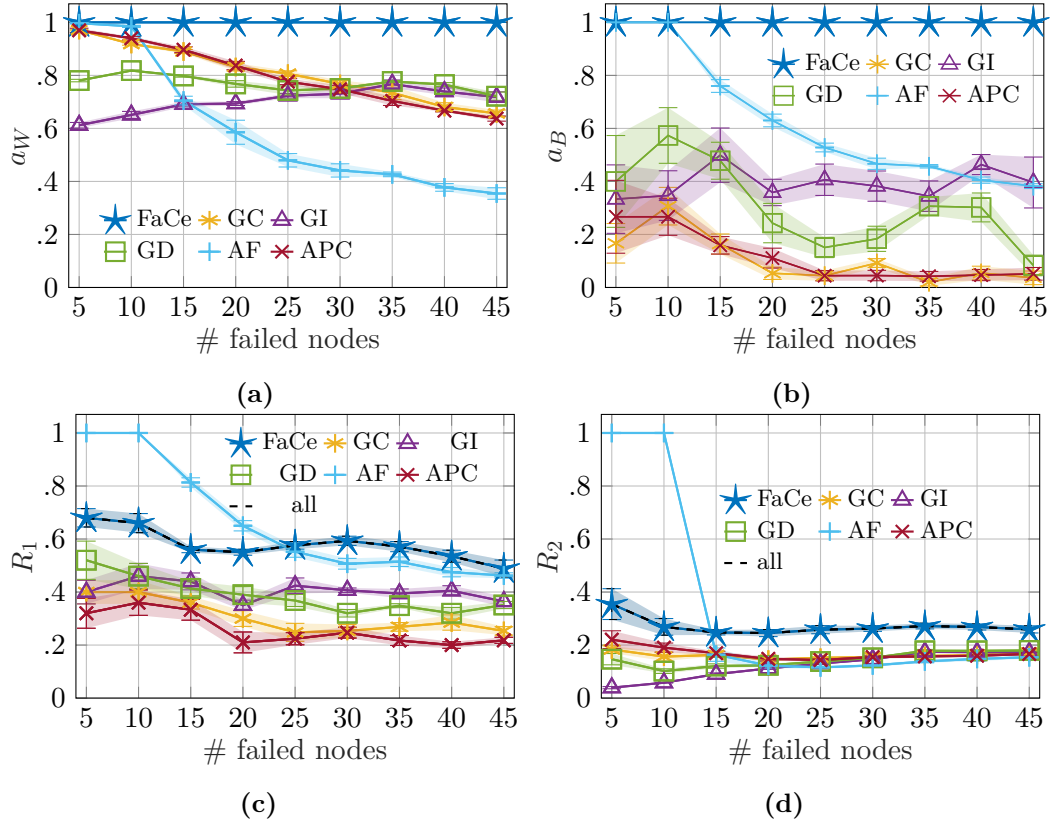 1
.8
.6
.4
.2
0
a_W
FaCe GC GI
GD AF APC
5 10 15 20 25 30 35 40 45
# failed nodes
(a)
1
.8
.6
.4
.2
0
a_B
FaCe GC GI
GD AF APC
5 10 15 20 25 30 35 40 45
# failed nodes
(b)
1
.8
.6
.4
.2
0
R_1
FaCe GC GI
GD AF APC
all
5 10 15 20 25 30 35 40 45
# failed nodes
(c)
1
.8
.6
.4
.2
0
R_2
FaCe GC GI
GD AF APC
all
5 10 15 20 25 30 35 40 45
# failed nodes
(d)